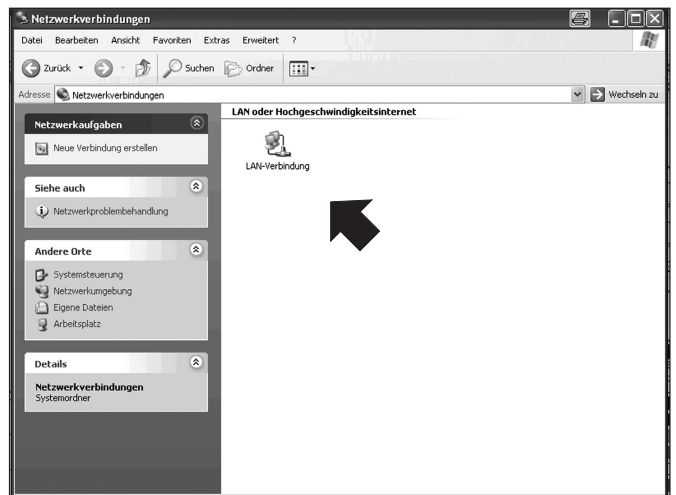 Netzwerkverbindungen
Datei Bearbeiten Ansicht Favoriten Extras Erweitert ?
Zurück Suchen Ordner
Adresse Netzwerkverbindungen Wechseln zu
Netzwerkaufgaben
Neue Verbindung erstellen
Siehe auch
Netzwerkproblembehandlung
Andere Orte
Systemsteuerung
Netzwerkumgebung
Eigene Dateien
Arbeitsplatz
Details
Netzwerkverbindungen
Systemordner
LAN oder Hochgeschwindigkeitsinternet
LAN-Verbindung